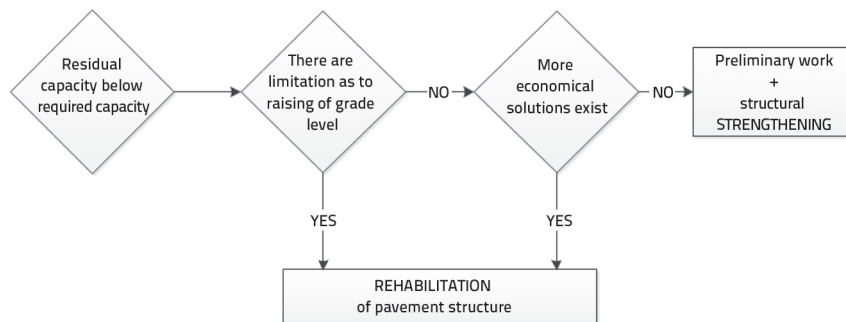 Residual
capacity below
required capacity
There are
limitation as to
raising of grade
level
NO
More
economical
solutions exist
NO
Preliminary work
+
structural
STRENGTHENING
YES
YES
REHABILITATION
of pavement structure